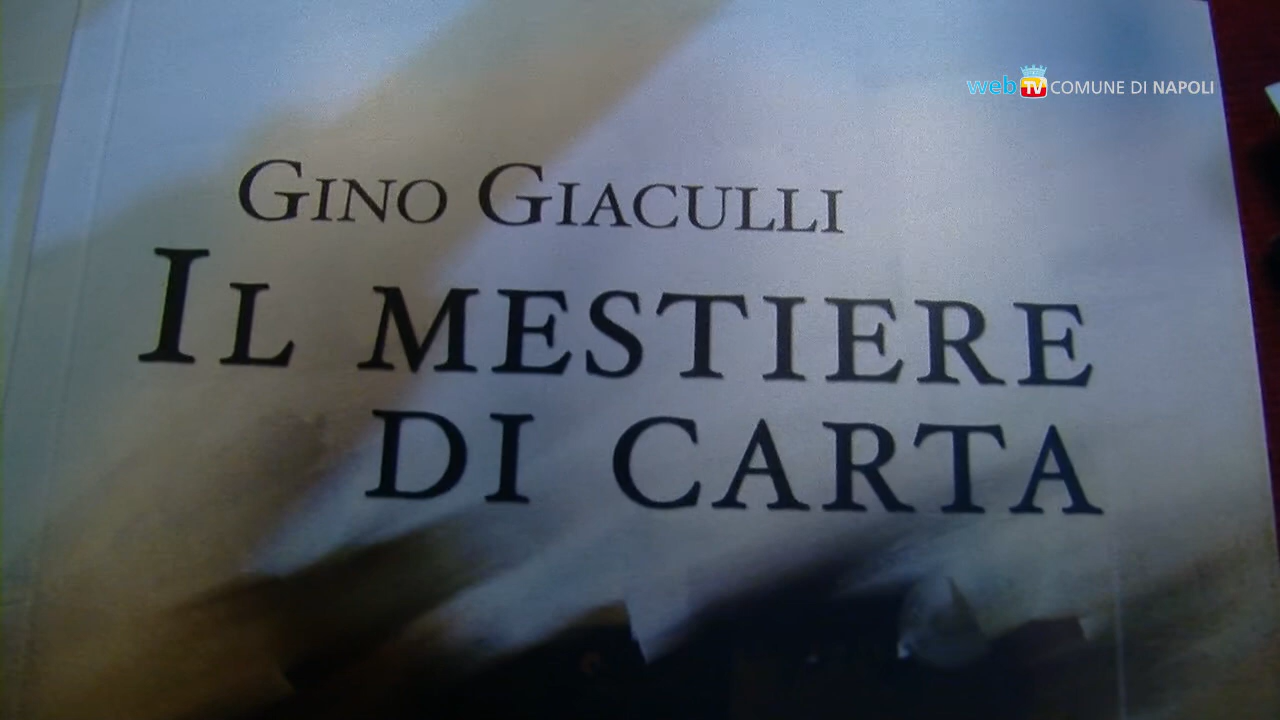 web TV COMUNE DI NAPOLI
GINO GIACULLI
IL MESTIERE
DI CARTA